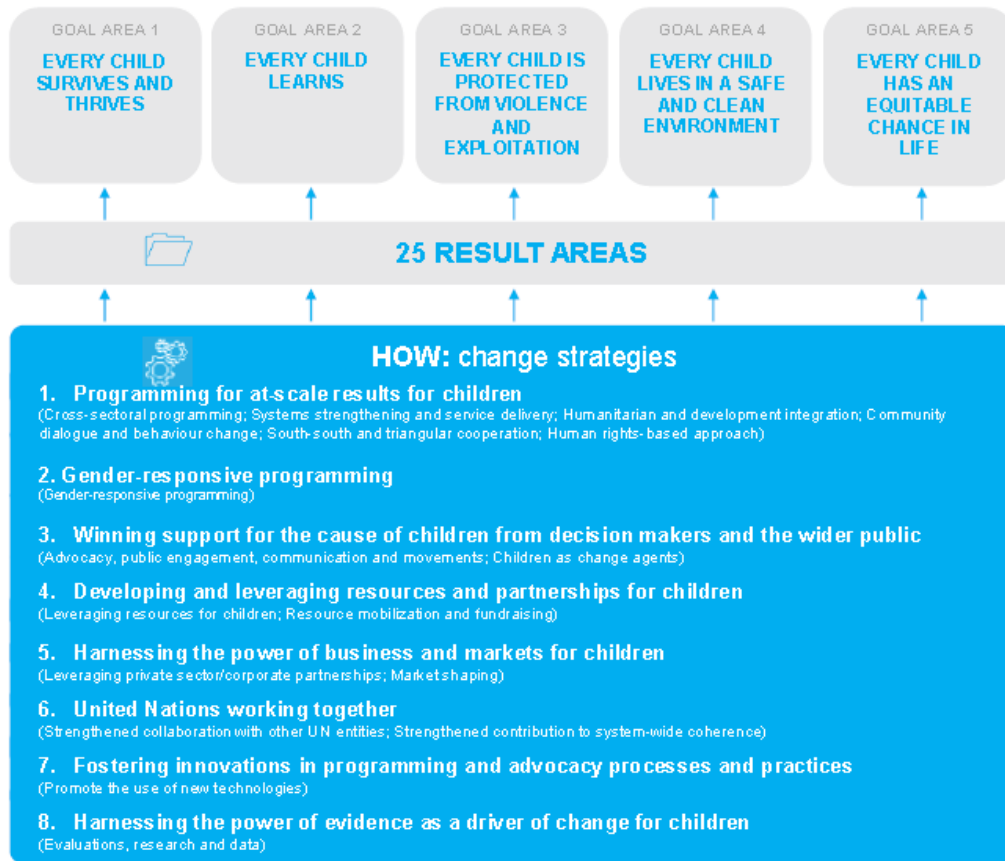 GOAL AREA 1
EVERY CHILD
SURVIVES AND
THRIVES
GOAL AREA 2
EVERY CHILD
LEARNS
GOAL AREA 3
EVERY CHILD IS
PROTECTED
FROM VIOLENCE
AND
EXPLOITATION
GOAL AREA 4
EVERY CHILD
LIVES IN A SAFE
AND CLEAN
ENVIRONMENT
GOAL AREA 5
EVERY CHILD
HAS AN
EQUITABLE
CHANCE IN
LIFE
25 RESULT AREAS
HOW: change strategies
1. Programming for at-scale results for children
(Cross-sectoral programming; Systems strengthening and service delivery; Humanitarian and development integration; Community
dialogue and behaviour change; South-south and triangular cooperation; Human rights-based approach)
2. Gender-responsive programming
(Gender-responsive programming)
3. Winning support for the cause of children from decision makers and the wider public
(Advocacy, public engagement, communication and movements; Children as change agents)
4. Developing and leveraging resources and partnerships for children
(Leveraging resources for children; Resource mobilization and fundraising)
5. Harnessing the power of business and markets for children
(Leveraging private sector/corporate partnerships; Market shaping)
6. United Nations working together
(Strengthened collaboration with other UN entities; Strengthened contribution to system-wide coherence)
7. Fostering innovations in programming and advocacy processes and practices
(Promote the use of new technologies)
8. Harnessing the power of evidence as a driver of change for children
(Evaluations, research and data)